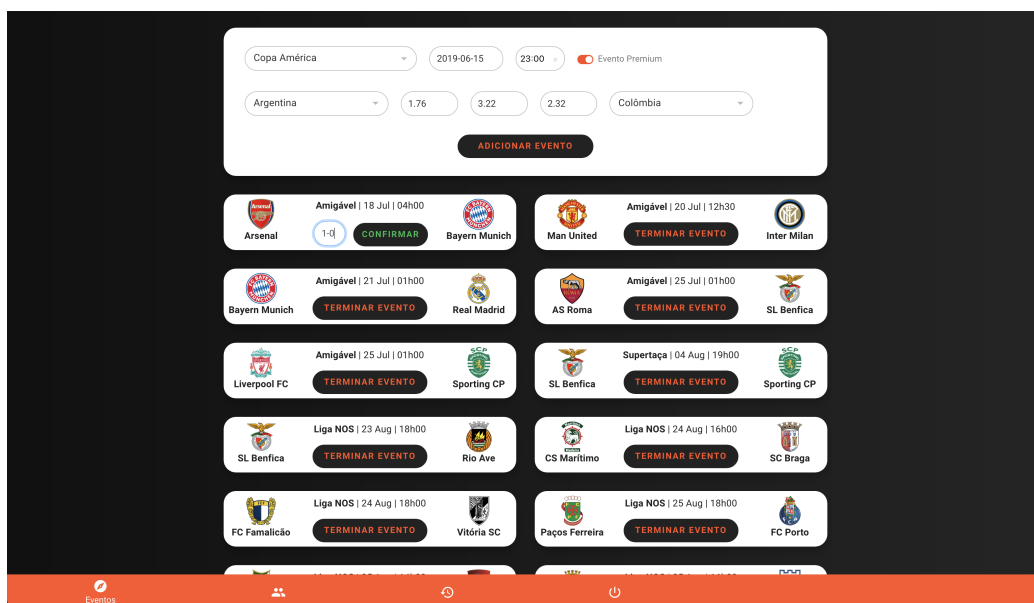 Copa América 2019-06-15 23:00 Evento Premium
Argentina 1.76 3.22 2.32 Colômbia
ADICIONAR EVENTO
Amigável | 18 Jul | 04h00
Arsenal 1-0 CONFIRMAR Bayern Munich
Amigável | 20 Jul | 12h30
Man United TERMINAR EVENTO Inter Milan
Amigável | 21 Jul | 01h00
Bayern Munich TERMINAR EVENTO Real Madrid
Amigável | 25 Jul | 01h00
AS Roma TERMINAR EVENTO SL Benfica
Amigável | 25 Jul | 01h00
Liverpool FC TERMINAR EVENTO Sporting CP
Supertaça | 04 Aug | 19h00
SL Benfica TERMINAR EVENTO Sporting CP
Liga NOS | 23 Aug | 18h00
SL Benfica TERMINAR EVENTO Rio Ave
Liga NOS | 24 Aug | 16h00
CS Marítimo TERMINAR EVENTO SC Braga
Liga NOS | 24 Aug | 18h00
FC Famalicão TERMINAR EVENTO Vitória SC
Liga NOS | 25 Aug | 18h00
Paços Ferreira TERMINAR EVENTO FC Porto
Eventos